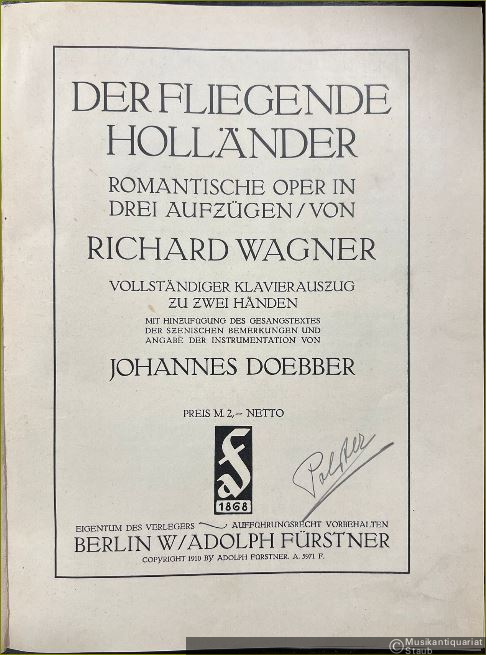 DER FLIEGENDE
HOLLÄNDER
ROMANTISCHE OPER IN
DREI AUFZÜGEN / VON
RICHARD WAGNER
VOLLSTÄNDIGER KLAVIERAUSZUG
ZU ZWEI HÄNDEN
MIT HINZUFÜGUNG DES GESANGSTEXTES
DER SZENISCHEN BEMERKUNGEN UND
ANGABE DER INSTRUMENTATION VON
JOHANNES DOEBBER
PREIS M. 2,– NETTO
1868
Polster
EIGENTUM DES VERLEGERS AUFFÜHRUNGSRECHT VORBEHALTEN
BERLIN W/ADOLPH FÜRSTNER
COPYRIGHT 1910 BY ADOLPH FÜRSTNER. A. 5971 F.
©Musikantiquariat
Staub